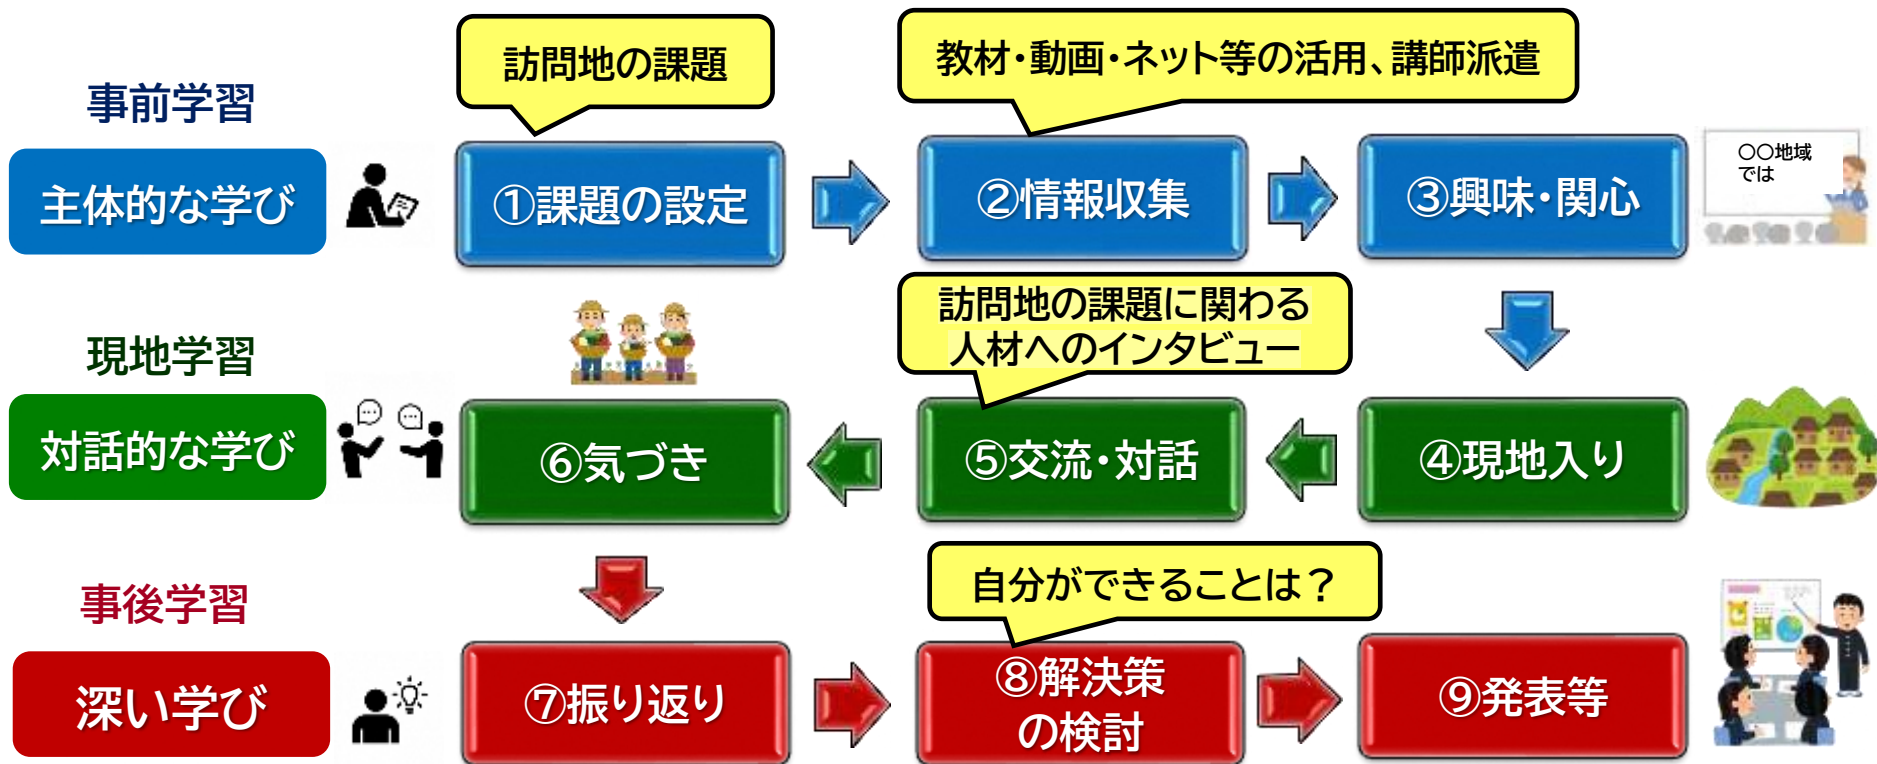 訪問地の課題
教材・動画・ネット等の活用、講師派遣
事前学習
主体的な学び
①課題の設定
②情報収集
③興味・関心
〇〇地域
では
現地学習
対話的な学び
訪問地の課題に関わる
人材へのインタビュー
⑥気づき
⑤交流・対話
④現地入り
事後学習
深い学び
自分ができることは？
⑦振り返り
⑧解決策
の検討
⑨発表等